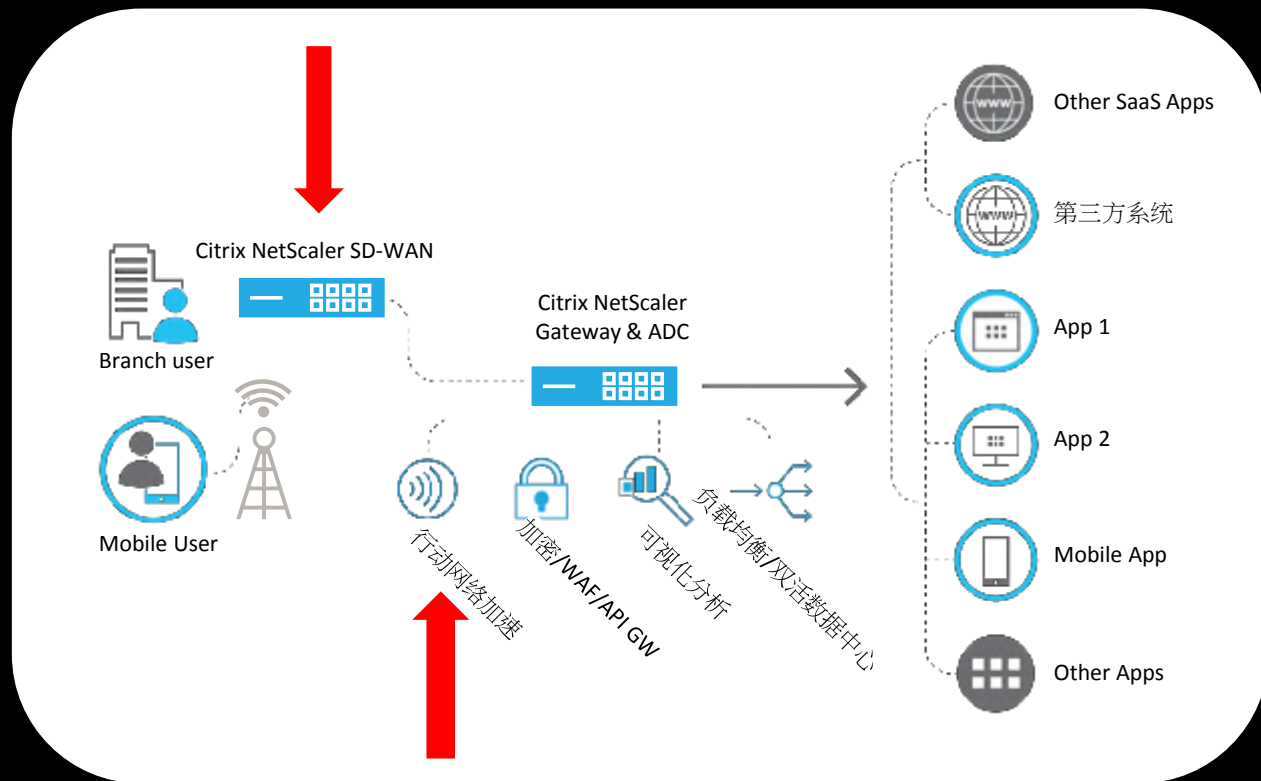 Citrix NetScaler SD-WAN
Branch user
Mobile User
Citrix NetScaler
Gateway & ADC
行动网络加速
加密/WAF/API GW
可视化分析
负载均衡/双活数据中心
www
Other SaaS Apps
www
第三方系统
App 1
App 2
Mobile App
Other Apps